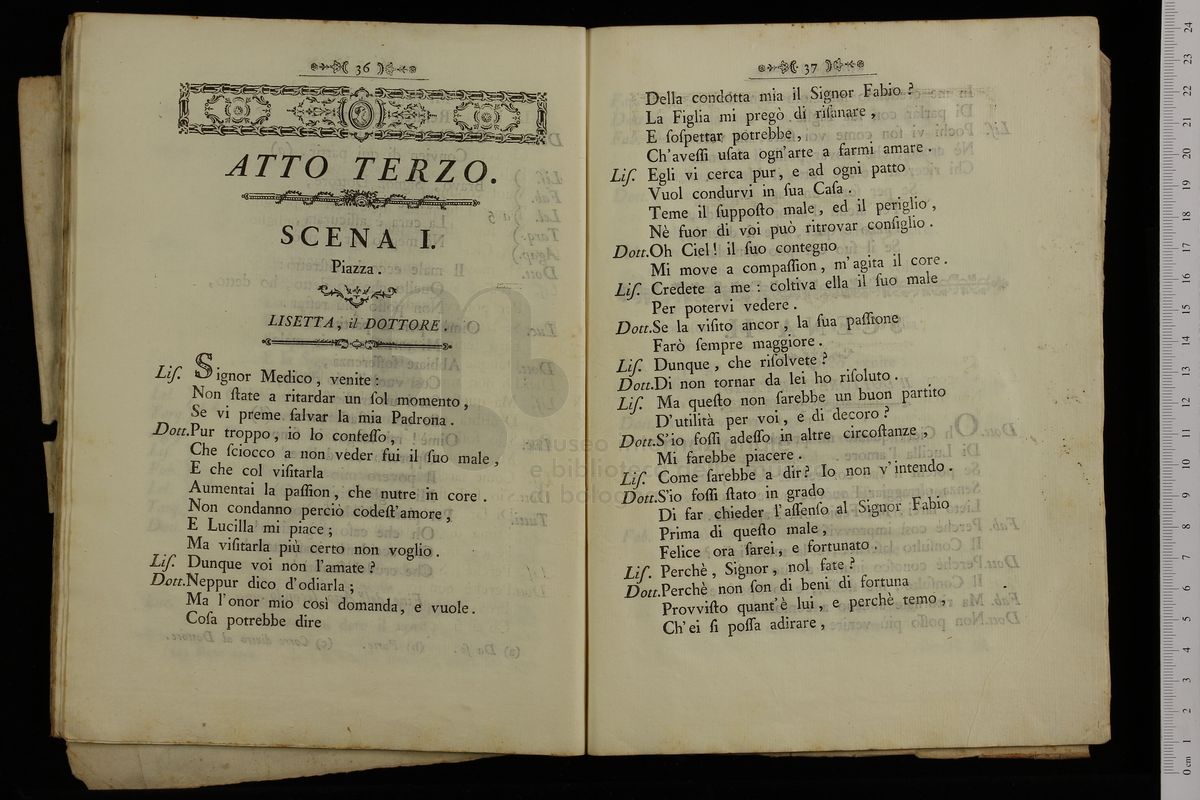 36
ATTO TERZO.
SCENA I.
Piazza.
LISETTA, il DOTTORE.
Liſ. Signor Medico, venite:
Non ſtate a ritardar un ſol momento,
Se vi preme ſalvar la mia Padrona.
Dott. Pur troppo, io lo confeſſo,
Che ſciocco a non veder fui il ſuo male,
E che col viſitarla
Aumentai la paſſion, che nutre in core.
Non condanno perciò codeſt'amore,
E Lucilla mi piace;
Ma viſitarla più certo non voglio.
Liſ. Dunque voi non l'amate?
Dott. Neppur dico d'odiarla;
Ma l'onor mio così domanda, e vuole.
Coſa potrebbe dire
37
Della condotta mia il Signor Fabio?
La Figlia mi pregò di riſanare,
E ſoſpettar potrebbe,
Ch'aveſſi uſata ogn'arte a farmi amare.
Liſ. Egli vi cerca pur, e ad ogni patto
Vuol condurvi in ſua Caſa.
Teme il ſuppoſto male, ed il periglio,
Nè fuor di voi può ritrovar conſiglio.
Dott. Oh Ciel! il ſuo contegno
Mi move a compaſſion, m'agita il core.
Liſ. Credete a me: coltiva ella il ſuo male
Per potervi vedere.
Dott. Se la viſito ancor, la ſua paſſione
Farò ſempre maggiore.
Liſ. Dunque, che riſolvete?
Dott. Di non tornar da lei ho riſoluto.
Liſ. Ma queſto non ſarebbe un buon partito
D'utilità per voi, e di decoro?
Dott. S'io foſſi adeſſo in altre circoſtanze,
Mi ſarebbe piacere.
Liſ. Come ſarebbe a dir? Io non v'intendo.
Dott. S'io foſſi ſtato in grado
Di far chieder l'aſſenſo al Signor Fabio
Prima di queſto male,
Felice ora ſarei, e fortunato.
Liſ. Perchè, Signor, nol fate?
Dott. Perchè non ſon di beni di fortuna
Provviſto quant'è lui, e perchè temo,
Ch'ei ſi poſſa adirare,